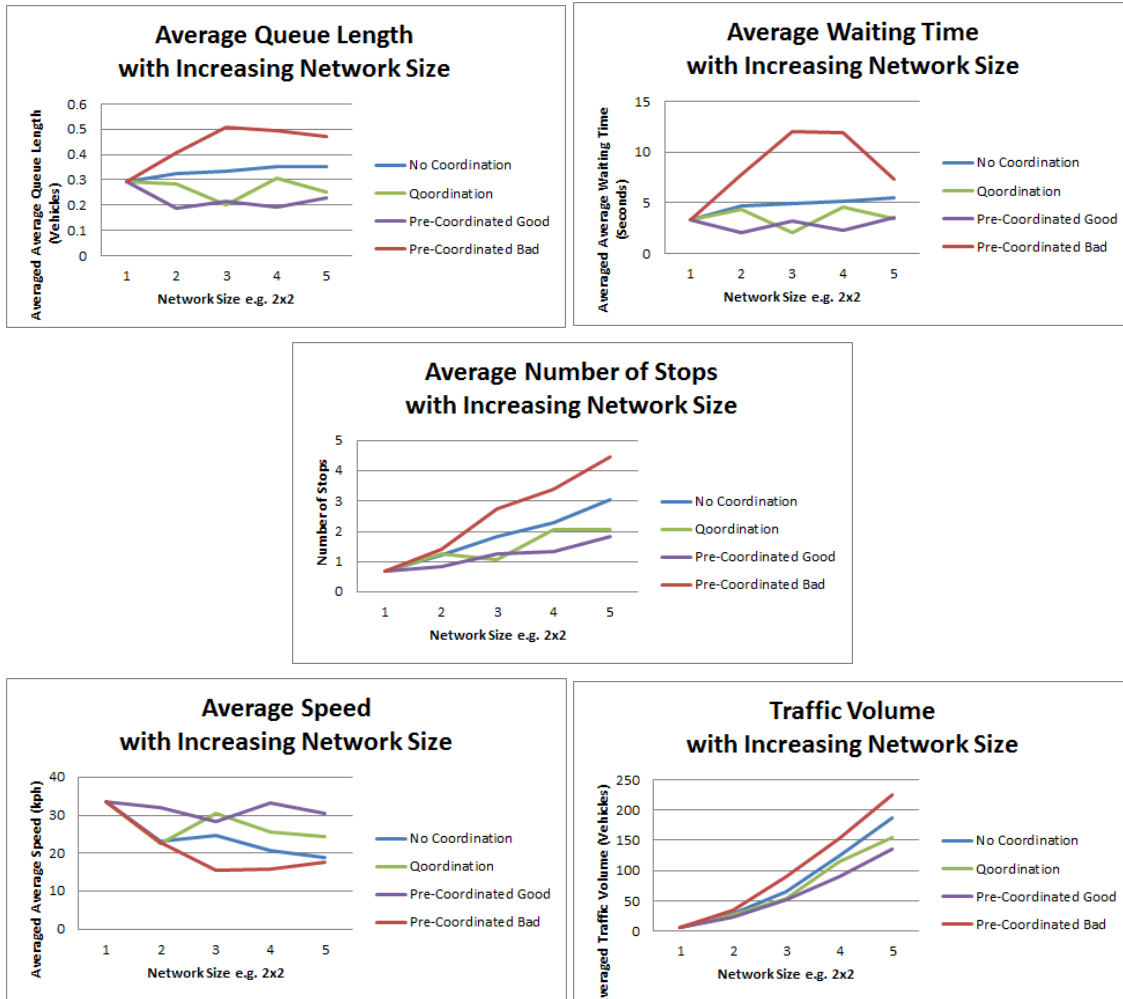 Average Queue Length
with Increasing Network Size
Averaged Average Queue Length
(Vehicles)
0.6
0.5
0.4
0.3
0.2
0.1
0
1 2 3 4 5
Network Size e.g. 2x2
No Coordination
Qoordination
Pre-Coordinated Good
Pre-Coordinated Bad
Average Waiting Time
with Increasing Network Size
Averaged Average Waiting Time
(Seconds)
15
10
5
0
1 2 3 4 5
Network Size e.g. 2x2
No Coordination
Qoordination
Pre-Coordinated Good
Pre-Coordinated Bad
Average Number of Stops
with Increasing Network Size
Number of Stops
5
4
3
2
1
0
1 2 3 4 5
Network Size e.g. 2x2
No Coordination
Qoordination
Pre-Coordinated Good
Pre-Coordinated Bad
Average Speed
with Increasing Network Size
Averaged Average Speed (kph)
40
30
20
10
0
1 2 3 4 5
Network Size e.g. 2x2
No Coordination
Qoordination
Pre-Coordinated Good
Pre-Coordinated Bad
Traffic Volume
with Increasing Network Size
veraged Traffic Volume (Vehicles)
250
200
150
100
50
0
1 2 3 4 5
Network Size e.g. 2x2
No Coordination
Qoordination
Pre-Coordinated Good
Pre-Coordinated Bad